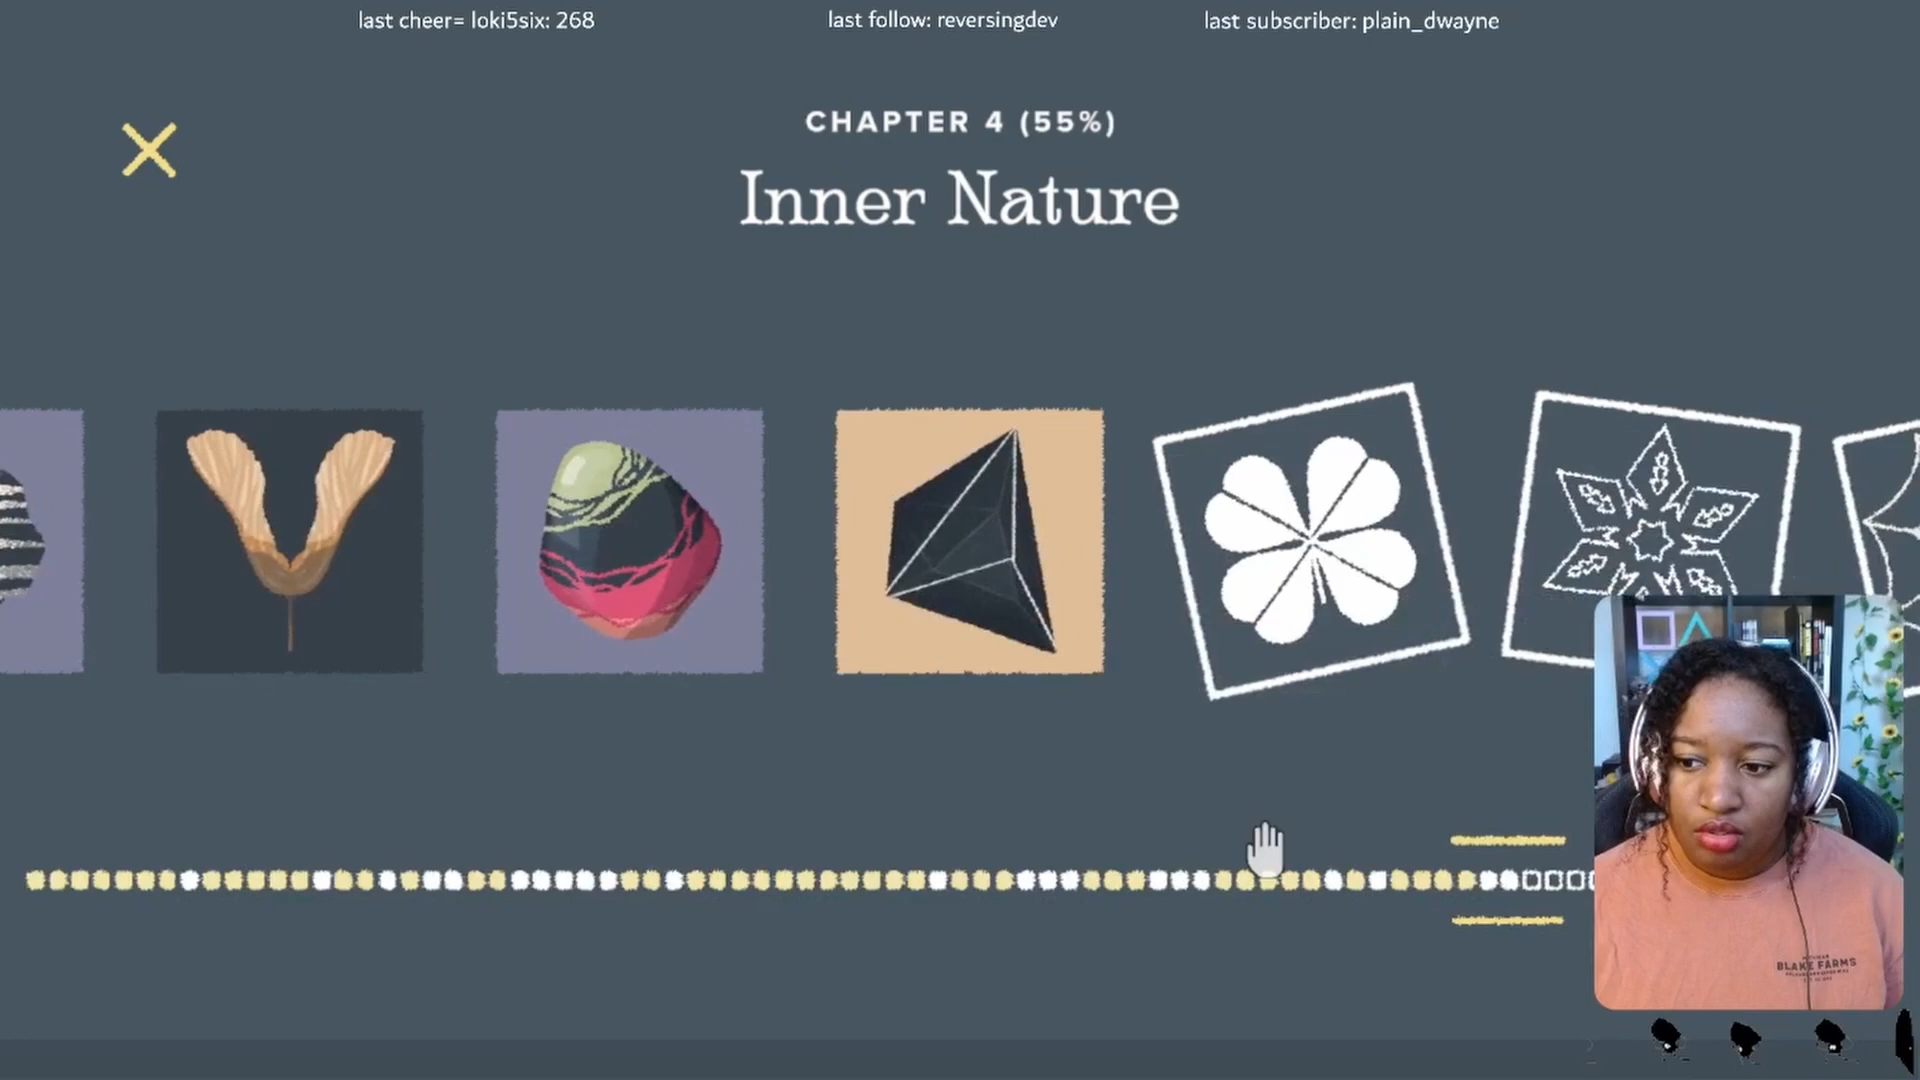 last cheer= loki5six: 268
last follow: reversingdev
last subscriber: plain_dwayne
CHAPTER 4 (55%)
Inner Nature
BLAKE FARMS